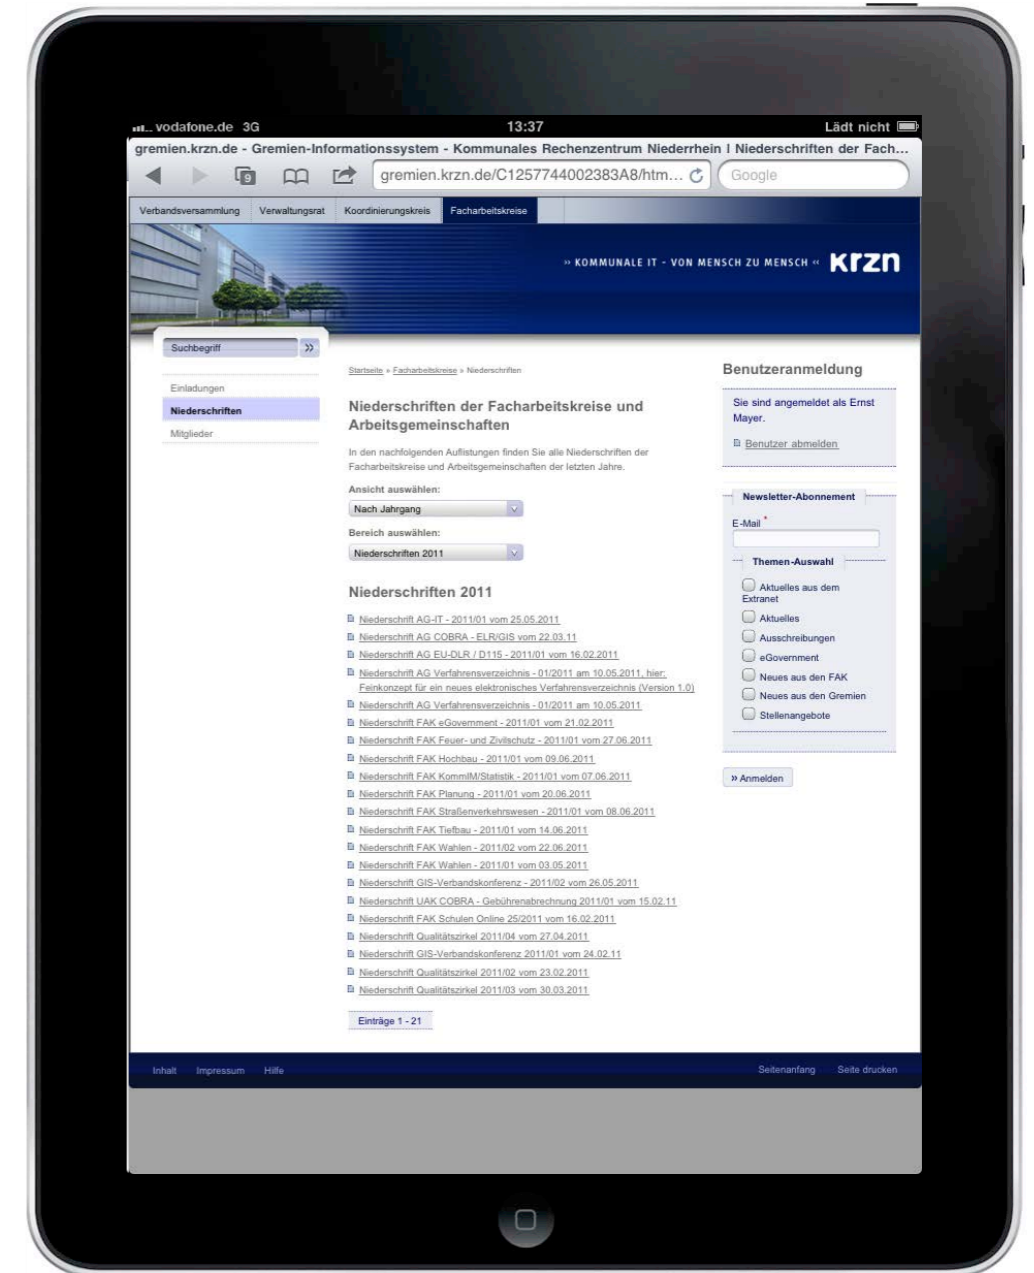 vodafone.de 3G 13:37 Lädt nicht
gremien.krzn.de - Gremien-Informationssystem - Kommunales Rechenzentrum Niederrhein | Niederschriften der Fach...
9 gremien.krzn.de/C1257744002383A8/htm... Google
Verbandsversammlung Verwaltungsrat Koordinierungskreis Facharbeitskreise
›› KOMMUNALE IT - VON MENSCH ZU MENSCH ‹‹ krzn
Suchbegriff
Einladungen
Niederschriften
Mitglieder
Startseite » Facharbeitskreise » Niederschriften
Niederschriften der Facharbeitskreise und
Arbeitsgemeinschaften
In den nachfolgenden Auflistungen finden Sie alle Niederschriften der
Facharbeitskreise und Arbeitsgemeinschaften der letzten Jahre.
Ansicht auswählen:
Nach Jahrgang
Bereich auswählen:
Niederschriften 2011
Niederschriften 2011
Niederschrift AG-IT - 2011/01 vom 25.05.2011
Niederschrift AG COBRA - ELR/GIS vom 22.03.11
Niederschrift AG EU-DLR / D115 - 2011/01 vom 16.02.2011
Niederschrift AG Verfahrensverzeichnis - 01/2011 am 10.05.2011, hier:
Feinkonzept für ein neues elektronisches Verfahrensverzeichnis (Version 1.0)
Niederschrift AG Verfahrensverzeichnis - 01/2011 am 10.05.2011
Niederschrift FAK eGovernment - 2011/01 vom 21.02.2011
Niederschrift FAK Feuer- und Zivilschutz - 2011/01 vom 27.06.2011
Niederschrift FAK Hochbau - 2011/01 vom 09.06.2011
Niederschrift FAK KommIM/Statistik - 2011/01 vom 07.06.2011
Niederschrift FAK Planung - 2011/01 vom 20.06.2011
Niederschrift FAK Straßenverkehrswesen - 2011/01 vom 08.06.2011
Niederschrift FAK Tiefbau - 2011/01 vom 14.06.2011
Niederschrift FAK Wahlen - 2011/02 vom 22.06.2011
Niederschrift FAK Wahlen - 2011/01 vom 03.05.2011
Niederschrift GIS-Verbandskonferenz - 2011/02 vom 26.05.2011
Niederschrift UAK COBRA - Gebührenabrechnung 2011/01 vom 15.02.11
Niederschrift FAK Schulen Online 25/2011 vom 16.02.2011
Niederschrift Qualitätszirkel 2011/04 vom 27.04.2011
Niederschrift GIS-Verbandskonferenz 2011/01 vom 24.02.11
Niederschrift Qualitätszirkel 2011/02 vom 23.02.2011
Niederschrift Qualitätszirkel 2011/03 vom 30.03.2011
Einträge 1 - 21
Benutzeranmeldung
Sie sind angemeldet als Ernst
Mayer.
Benutzer abmelden
Newsletter-Abonnement
E-Mail *
Themen-Auswahl
Aktuelles aus dem
Extranet
Aktuelles
Ausschreibungen
eGovernment
Neues aus den FAK
Neues aus den Gremien
Stellenangebote
» Anmelden
Inhalt Impressum Hilfe Seitenanfang Seite drucken